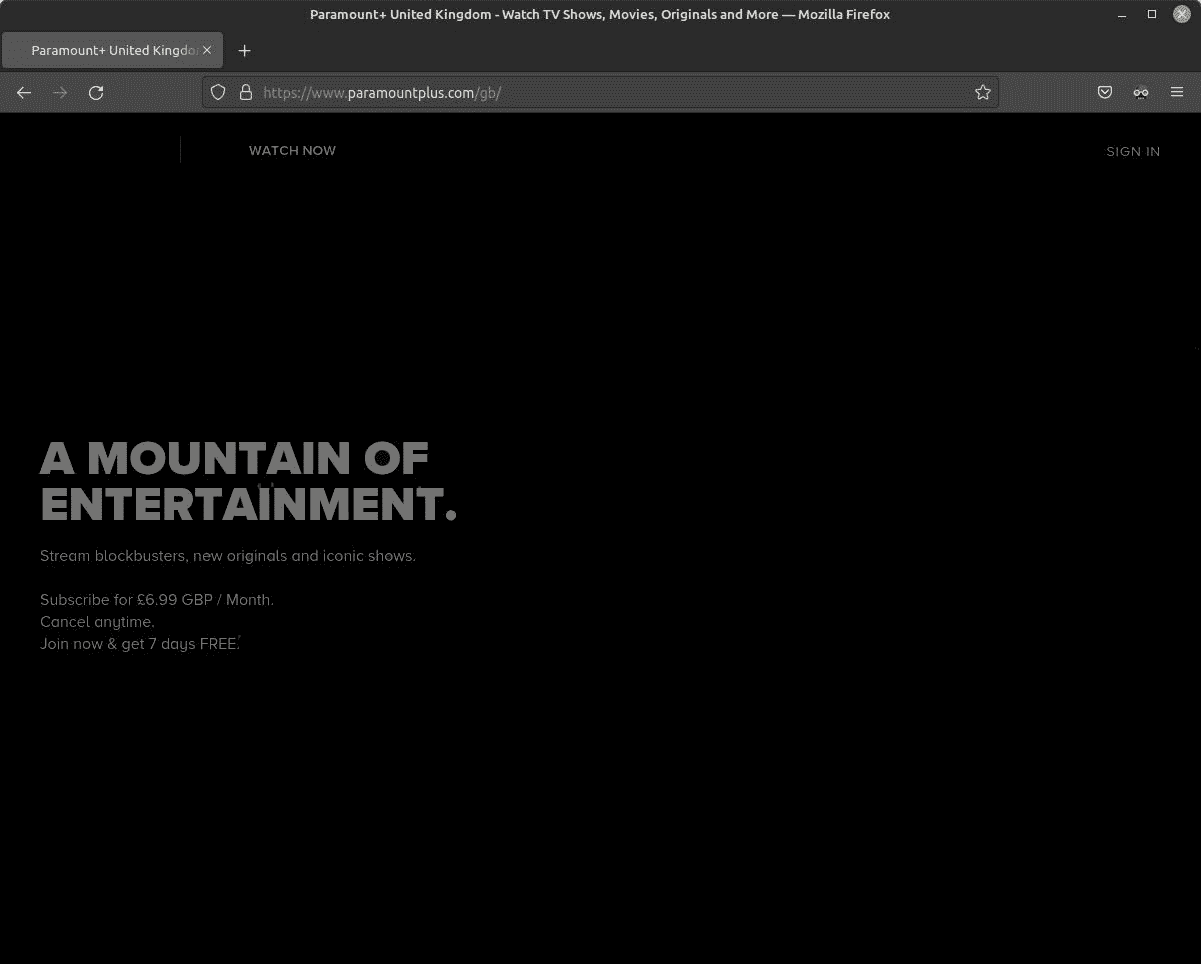 Paramount+ United Kingdom - Watch TV Shows, Movies, Originals and More — Mozilla Firefox
Paramount+ United Kingdo
https://www.paramountplus.com/gb/
WATCH NOW
SIGN IN
A MOUNTAIN OF
ENTERTAINMENT.
Stream blockbusters, new originals and iconic shows.
Subscribe for £6.99 GBP / Month.
Cancel anytime.
Join now & get 7 days FREE.